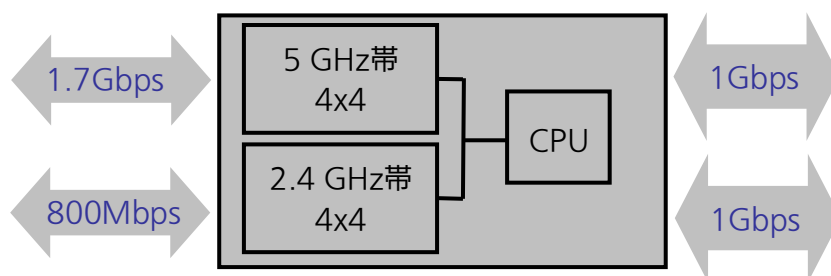 1.7Gbps
5 GHz帯
4x4
1Gbps
CPU
800Mbps
2.4 GHz帯
4x4
1Gbps